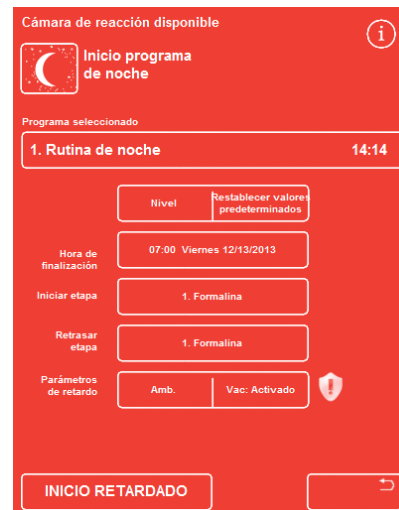 Cámara de reacción disponible
i
Inicio programa
de noche
Programa seleccionado
1. Rutina de noche 14:14
Nivel
Restablecer valores
predeterminados
Hora de
finalización
07:00 Viernes 12/13/2013
Iniciar etapa
1. Formalina
Retrasar
etapa
1. Formalina
Parámetros
de retardo
Amb.
Vac: Activado
!
INICIO RETARDADO